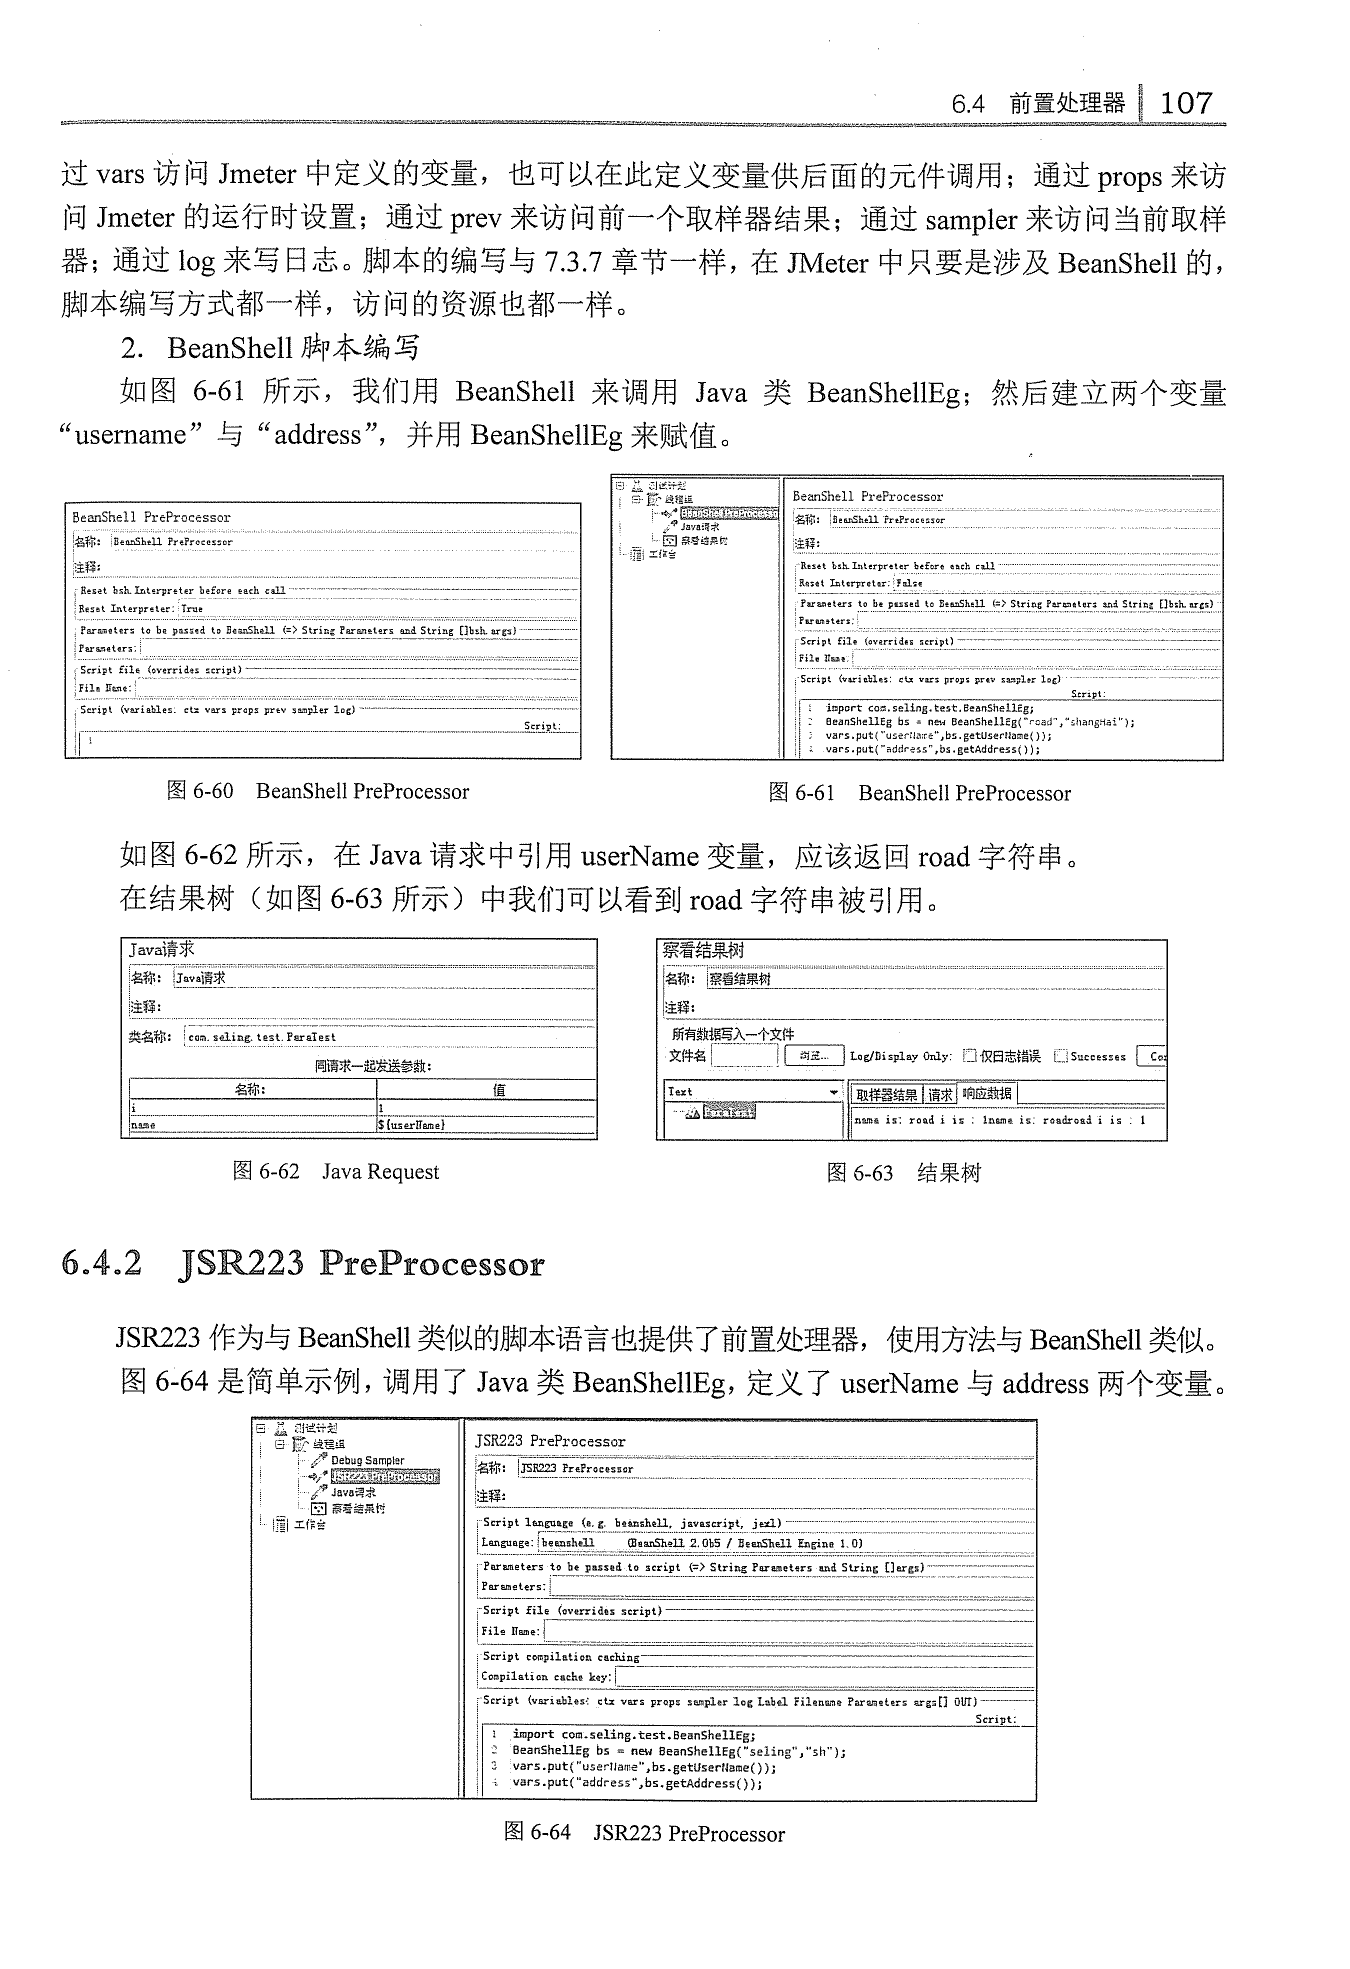 6.4 前置处理器 107
过 vars 访问 Jmeter 中定义的变量，也可以在此定义变量供后面的元件调用；通过 props 来访
问 Jmeter 的运行时设置；通过 prev 来访问前一个取样器结果；通过 sampler 来访问当前取样
器；通过 log 来写日志。脚本的编写与 7.3.7 章节一样，在 JMeter 中只要是涉及 BeanShell 的，
脚本编写方式都一样，访问的资源也都一样。
2. BeanShell 脚本编写
如图 6-61 所示，我们用 BeanShell 来调用 Java 类 BeanShellEg；然后建立两个变量
“username” 与 “address”，并用 BeanShellEg 来赋值。
BeanShell PreProcessor
名称: BeanShell PreProcessor
注释:
Reset bsh.Interpreter before each call
Reset Interpreter: True
Parameters to be passed to BeanShell (=> String Parameters and String []bsh.args)
Parameters:
Script file (overrides script)
File Name:
Script (variables: ctx vars props prev sampler log)
Script:
1
图 6-60 BeanShell PreProcessor
测试计划
线程组
BeanShell PreProcessor
Java请求
察看结果树
工作台
BeanShell PreProcessor
名称: BeanShell PreProcessor
注释:
Reset bsh.Interpreter before each call
Reset Interpreter: False
Parameters to be passed to BeanShell (=> String Parameters and String []bsh.args)
Parameters:
Script file (overrides script)
File Name:
Script (variables: ctx vars props prev sampler log)
Script:
1 import com.seling.test.BeanShellEg;
2 BeanShellEg bs = new BeanShellEg("road","shangHai");
3 vars.put("userName",bs.getUserName());
4 vars.put("address",bs.getAddress());
图 6-61 BeanShell PreProcessor
如图 6-62 所示，在 Java 请求中引用 userName 变量，应该返回 road 字符串。
在结果树（如图 6-63 所示）中我们可以看到 road 字符串被引用。
Java请求
名称: Java请求
注释:
类名称: com.seling.test.ParaTest
同请求一起发送参数:
名称: 值
i 1
name ${userName}
图 6-62 Java Request
察看结果树
名称: 察看结果树
注释:
所有数据写入一个文件
文件名 浏览... Log/Display Only: 仅日志错误 Successes Co
Text 取样器结果 请求 响应数据
ParaTest
name is: road i is : 1name is: roadroad i is : 1
图 6-63 结果树
6.4.2 JSR223 PreProcessor
JSR223 作为与 BeanShell 类似的脚本语言也提供了前置处理器，使用方法与 BeanShell 类似。
图 6-64 是简单示例，调用了 Java 类 BeanShellEg，定义了 userName 与 address 两个变量。
测试计划
线程组
Debug Sampler
JSR223 PreProcessor
Java请求
察看结果树
工作台
JSR223 PreProcessor
名称: JSR223 PreProcessor
注释:
Script language (e.g. beanshell, javascript, jexl)
Language: beanshell (BeanShell 2.0b5 / BeanShell Engine 1.0)
Parameters to be passed to script (=> String Parameters and String []args)
Parameters:
Script file (overrides script)
File Name:
Script compilation caching
Compilation cache key:
Script (variables: ctx vars props sampler log Label Filename Parameters args[] OUT)
Script:
1 import com.seling.test.BeanShellEg;
2 BeanShellEg bs = new BeanShellEg("seling","sh");
3 vars.put("userName",bs.getUserName());
4 vars.put("address",bs.getAddress());
图 6-64 JSR223 PreProcessor